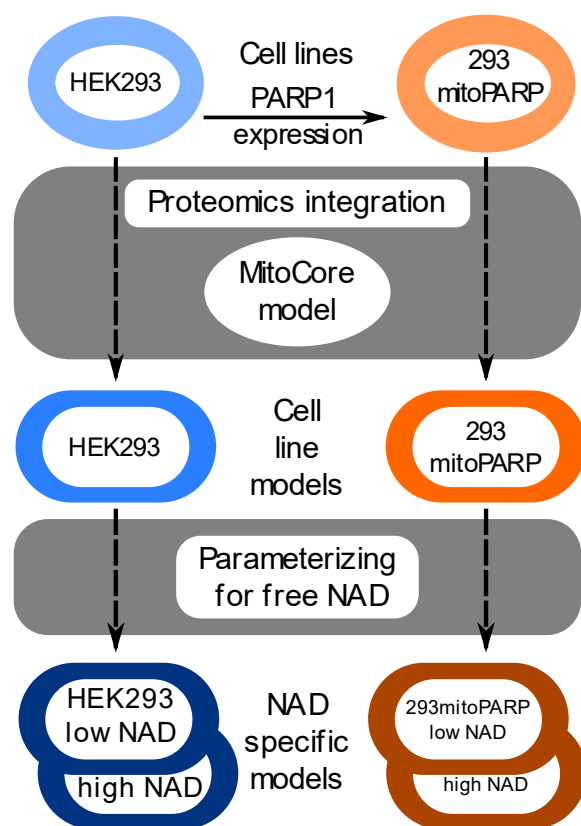 HEK293
Cell lines
PARP1
expression
293
mitoPARP
Proteomics integration
MitoCore
model
HEK293
Cell
line
models
293
mitoPARP
Parameterizing
for free NAD
HEK293
low NAD
high NAD
NAD
specific
models
293mitoPARP
low NAD
high NAD